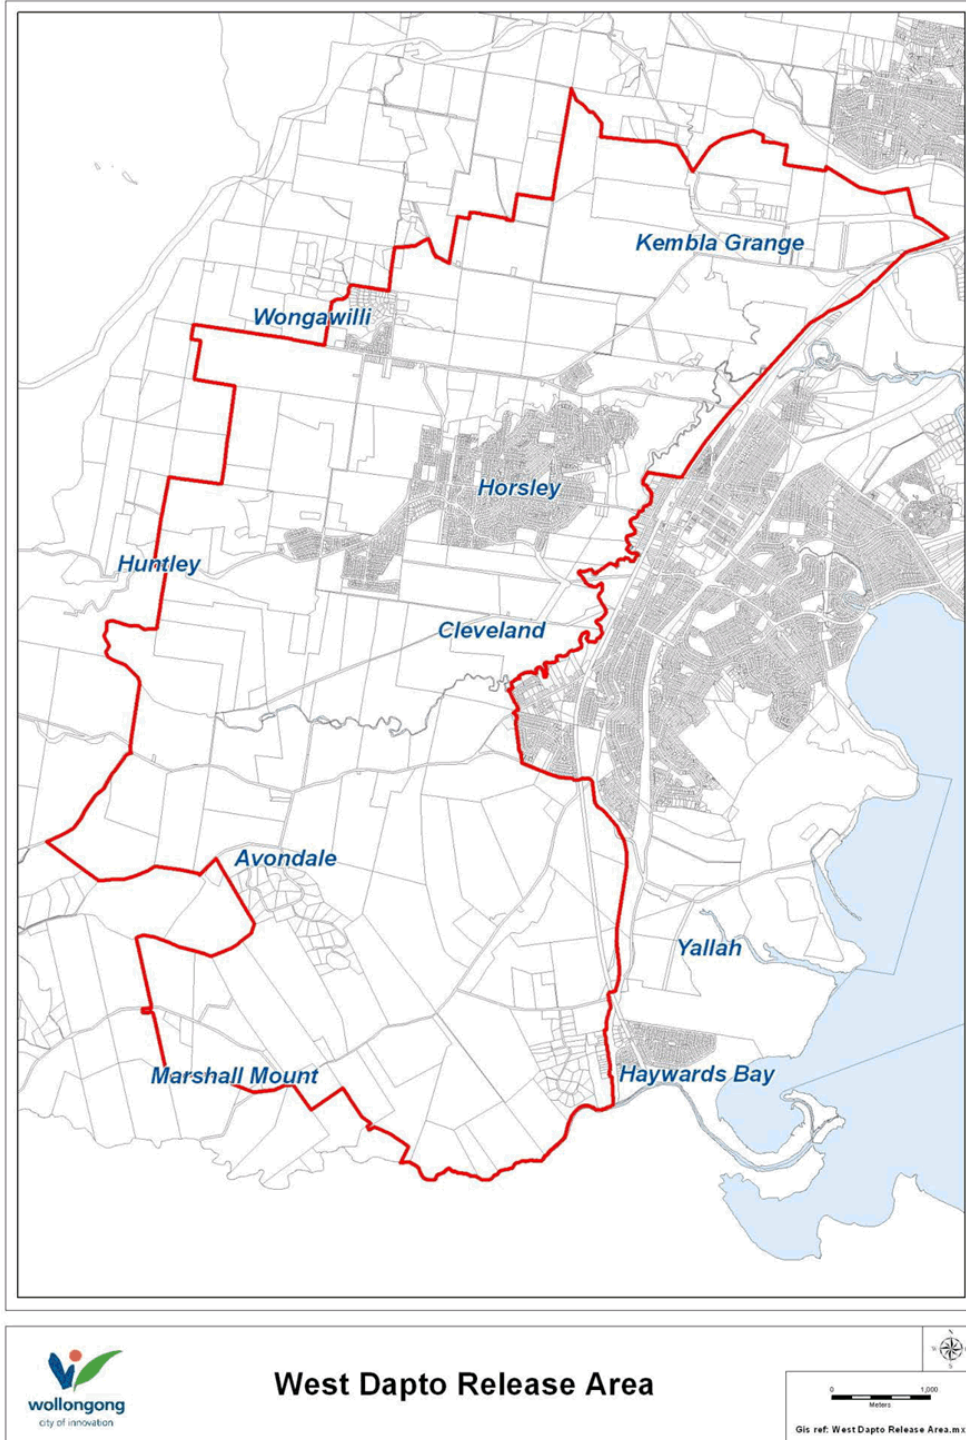 Kembla Grange
Wongawilli
Horsley
Huntley
Cleveland
Avondale
Yallah
Marshall Mount
Haywards Bay
wollongong
city of innovation
West Dapto Release Area
N
S
0 1,000
Meters
Gis ref: West Dapto Release Area.mx